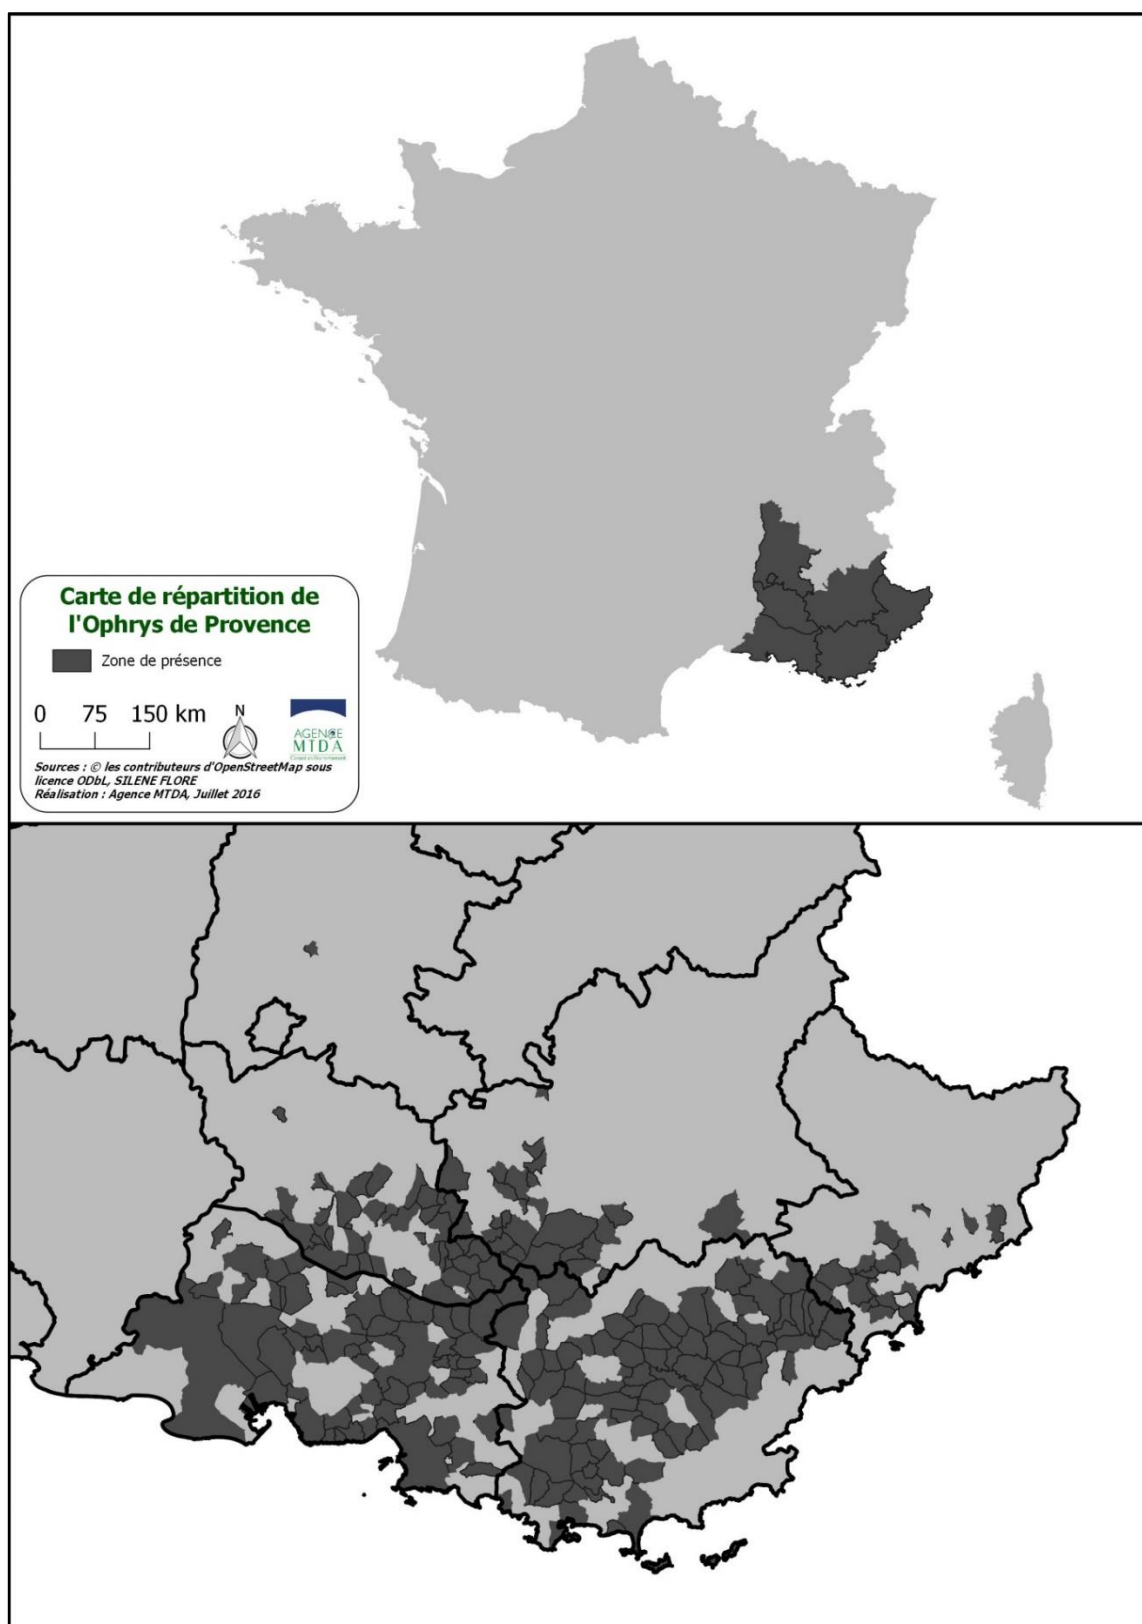 Carte de répartition de
l'Ophrys de Provence
Zone de présence
0 75 150 km
N
AGENCE
MTDA
Sources : © les contributeurs d'OpenStreetMap sous
licence ODbL, SILENE FLORE
Réalisation : Agence MTDA, Juillet 2016